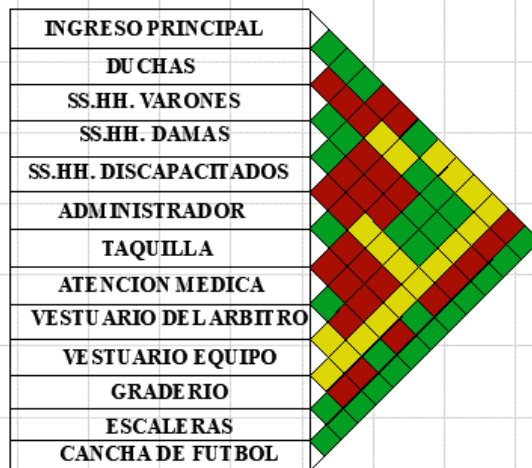 INGRESO PRINCIPAL
DUCHAS
SS.HH. VARONES
SS.HH. DAMAS
SS.HH. DISCAPACITADOS
ADMINISTRADOR
TAQUILLA
ATENCION MEDICA
VESTUARIO DEL ARBITRO
VESTUARIO EQUIPO
GRADERIO
ESCALERAS
CANCHA DE FUTBOL